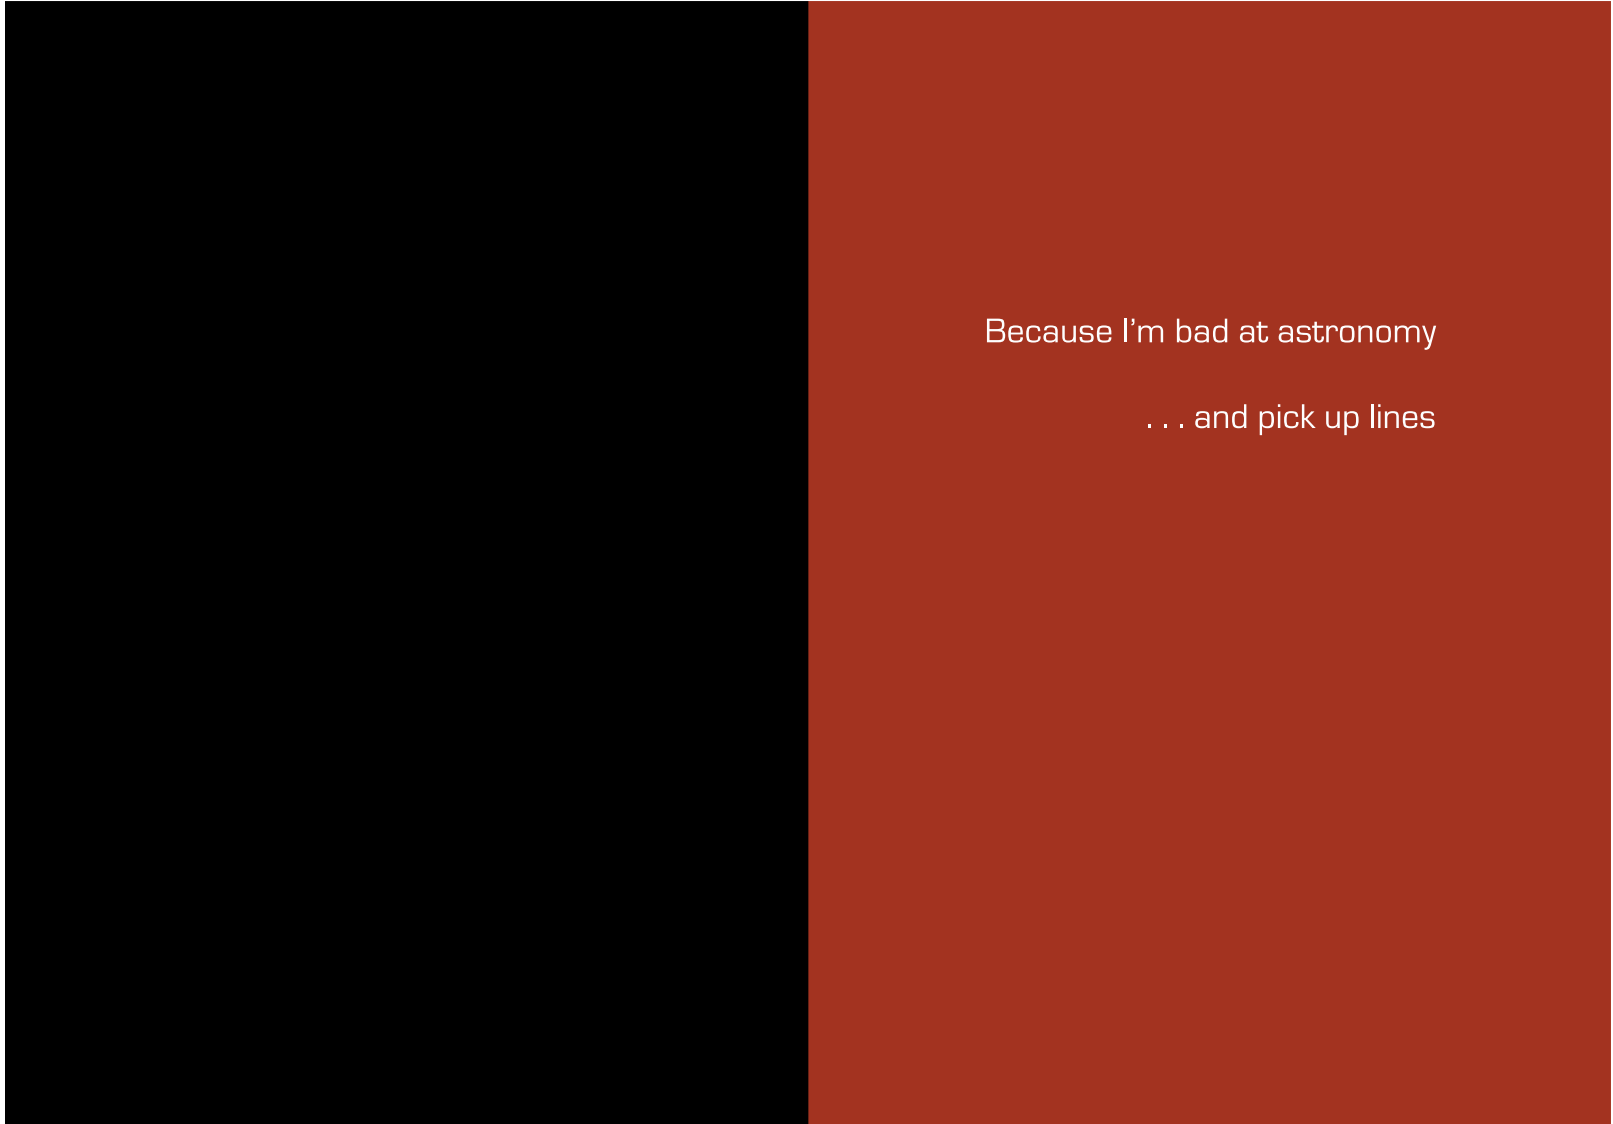 Because I'm bad at astronomy
. . . and pick up lines